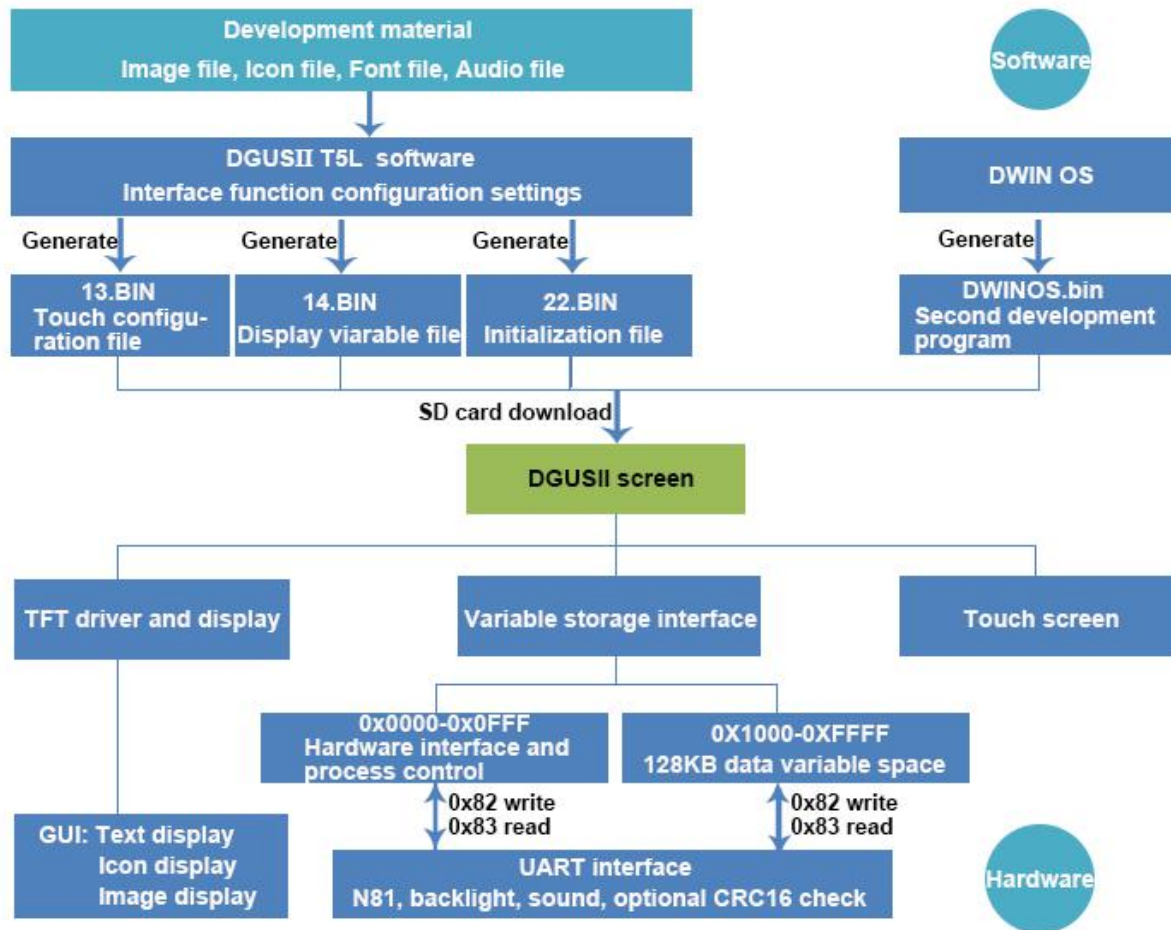 Development material
Image file, Icon file, Font file, Audio file
Software
DGUSII T5L software
Interface function configuration settings
DWIN OS
Generate
Generate
Generate
Generate
13.BIN
Touch configu-
ration file
14.BIN
Display viarable file
22.BIN
Initialization file
DWINOS.bin
Second development
program
SD card download
DGUSII screen
TFT driver and display
Variable storage interface
Touch screen
0x0000-0x0FFF
Hardware interface and
process control
0X1000-0XFFFF
128KB data variable space
0x82 write
0x83 read
0x82 write
0x83 read
GUI: Text display
Icon display
Image display
UART interface
N81, backlight, sound, optional CRC16 check
Hardware